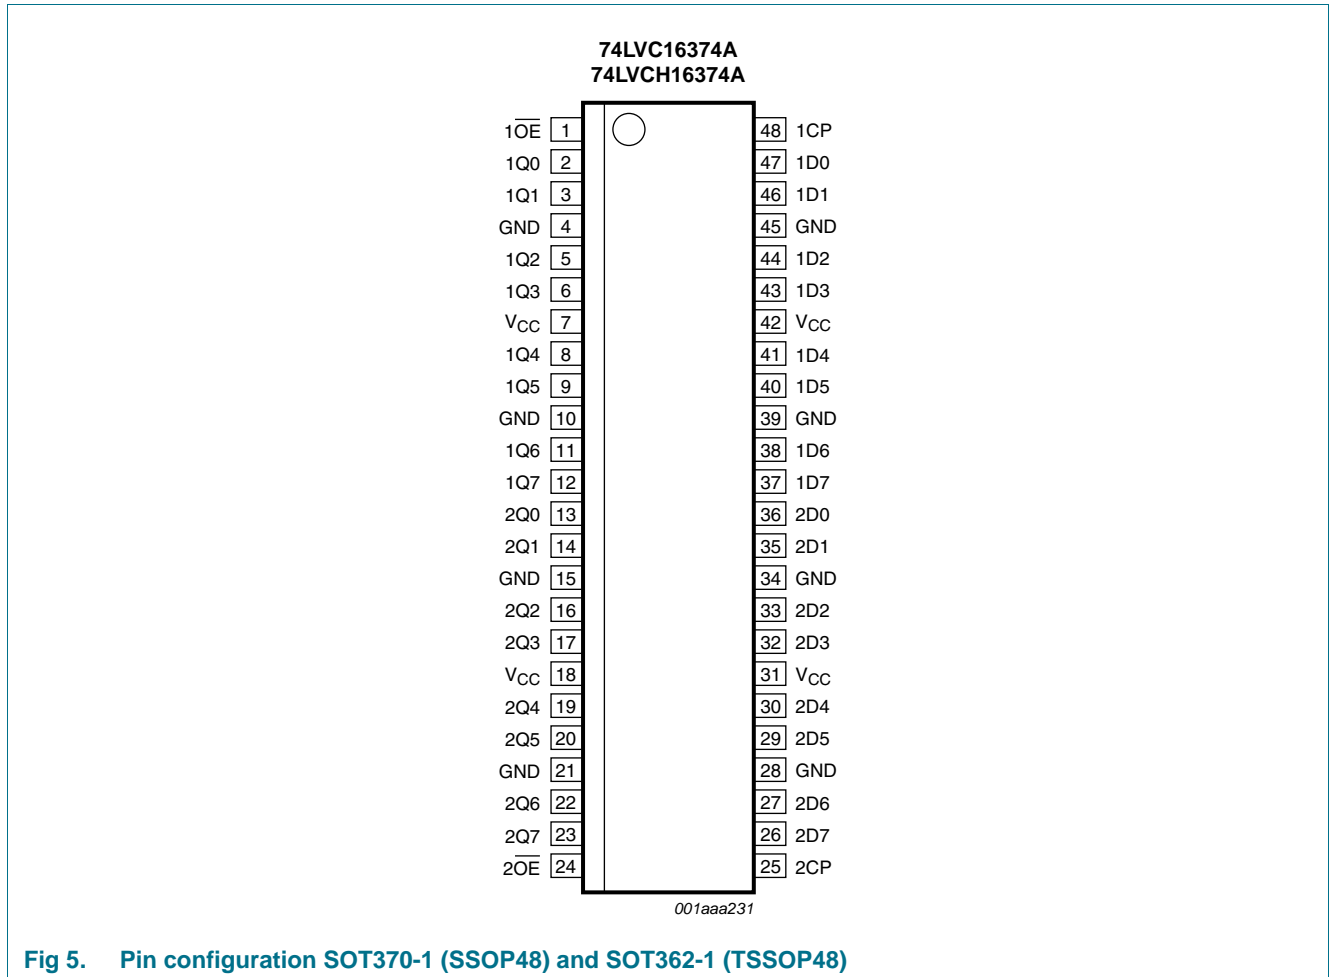 74LVC16374A
74LVCH16374A
1O̅E̅ 1 48 1CP
1Q0 2 47 1D0
1Q1 3 46 1D1
GND 4 45 GND
1Q2 5 44 1D2
1Q3 6 43 1D3
VCC 7 42 VCC
1Q4 8 41 1D4
1Q5 9 40 1D5
GND 10 39 GND
1Q6 11 38 1D6
1Q7 12 37 1D7
2Q0 13 36 2D0
2Q1 14 35 2D1
GND 15 34 GND
2Q2 16 33 2D2
2Q3 17 32 2D3
VCC 18 31 VCC
2Q4 19 30 2D4
2Q5 20 29 2D5
GND 21 28 GND
2Q6 22 27 2D6
2Q7 23 26 2D7
2O̅E̅ 24 25 2CP
001aaa231
Fig 5. Pin configuration SOT370-1 (SSOP48) and SOT362-1 (TSSOP48)